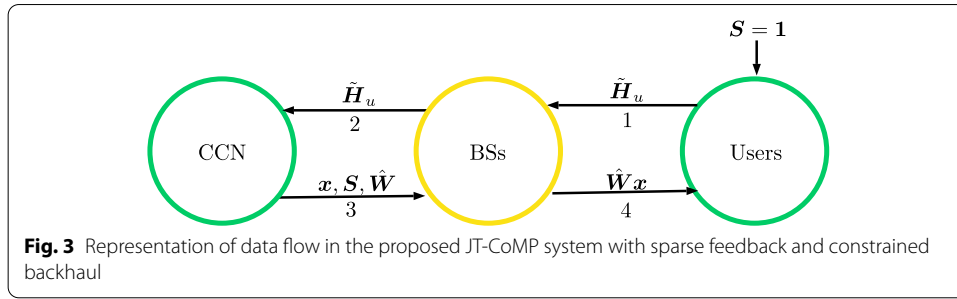 S = 1
H̃_u
H̃_u
2
1
CCN
BSs
Users
x, S, Ŵ
Ŵx
3
4
Fig. 3 Representation of data flow in the proposed JT-CoMP system with sparse feedback and constrained
backhaul